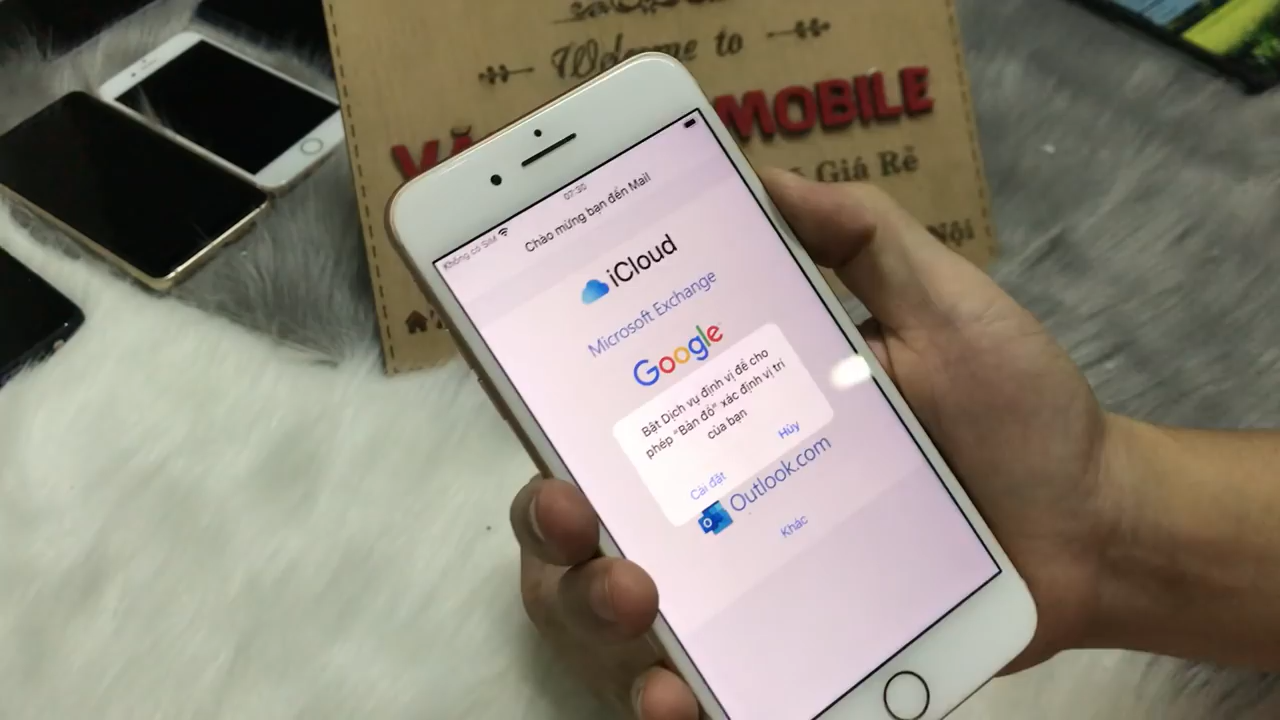 Welcome to
MOBILE
Giá Rẻ
Nội
Không có SIM
07:30
Chào mừng bạn đến Mail
iCloud
Microsoft Exchange
Google
Bật Dịch vụ định vị để cho
phép "Bản đồ" xác định vị trí
của bạn
Cài đặt
Hủy
Outlook.com
Khác